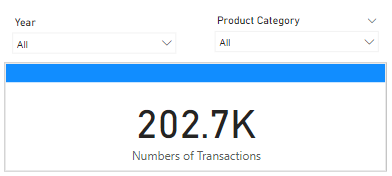 Year
Product Category
All
All
202.7K
Numbers of Transactions